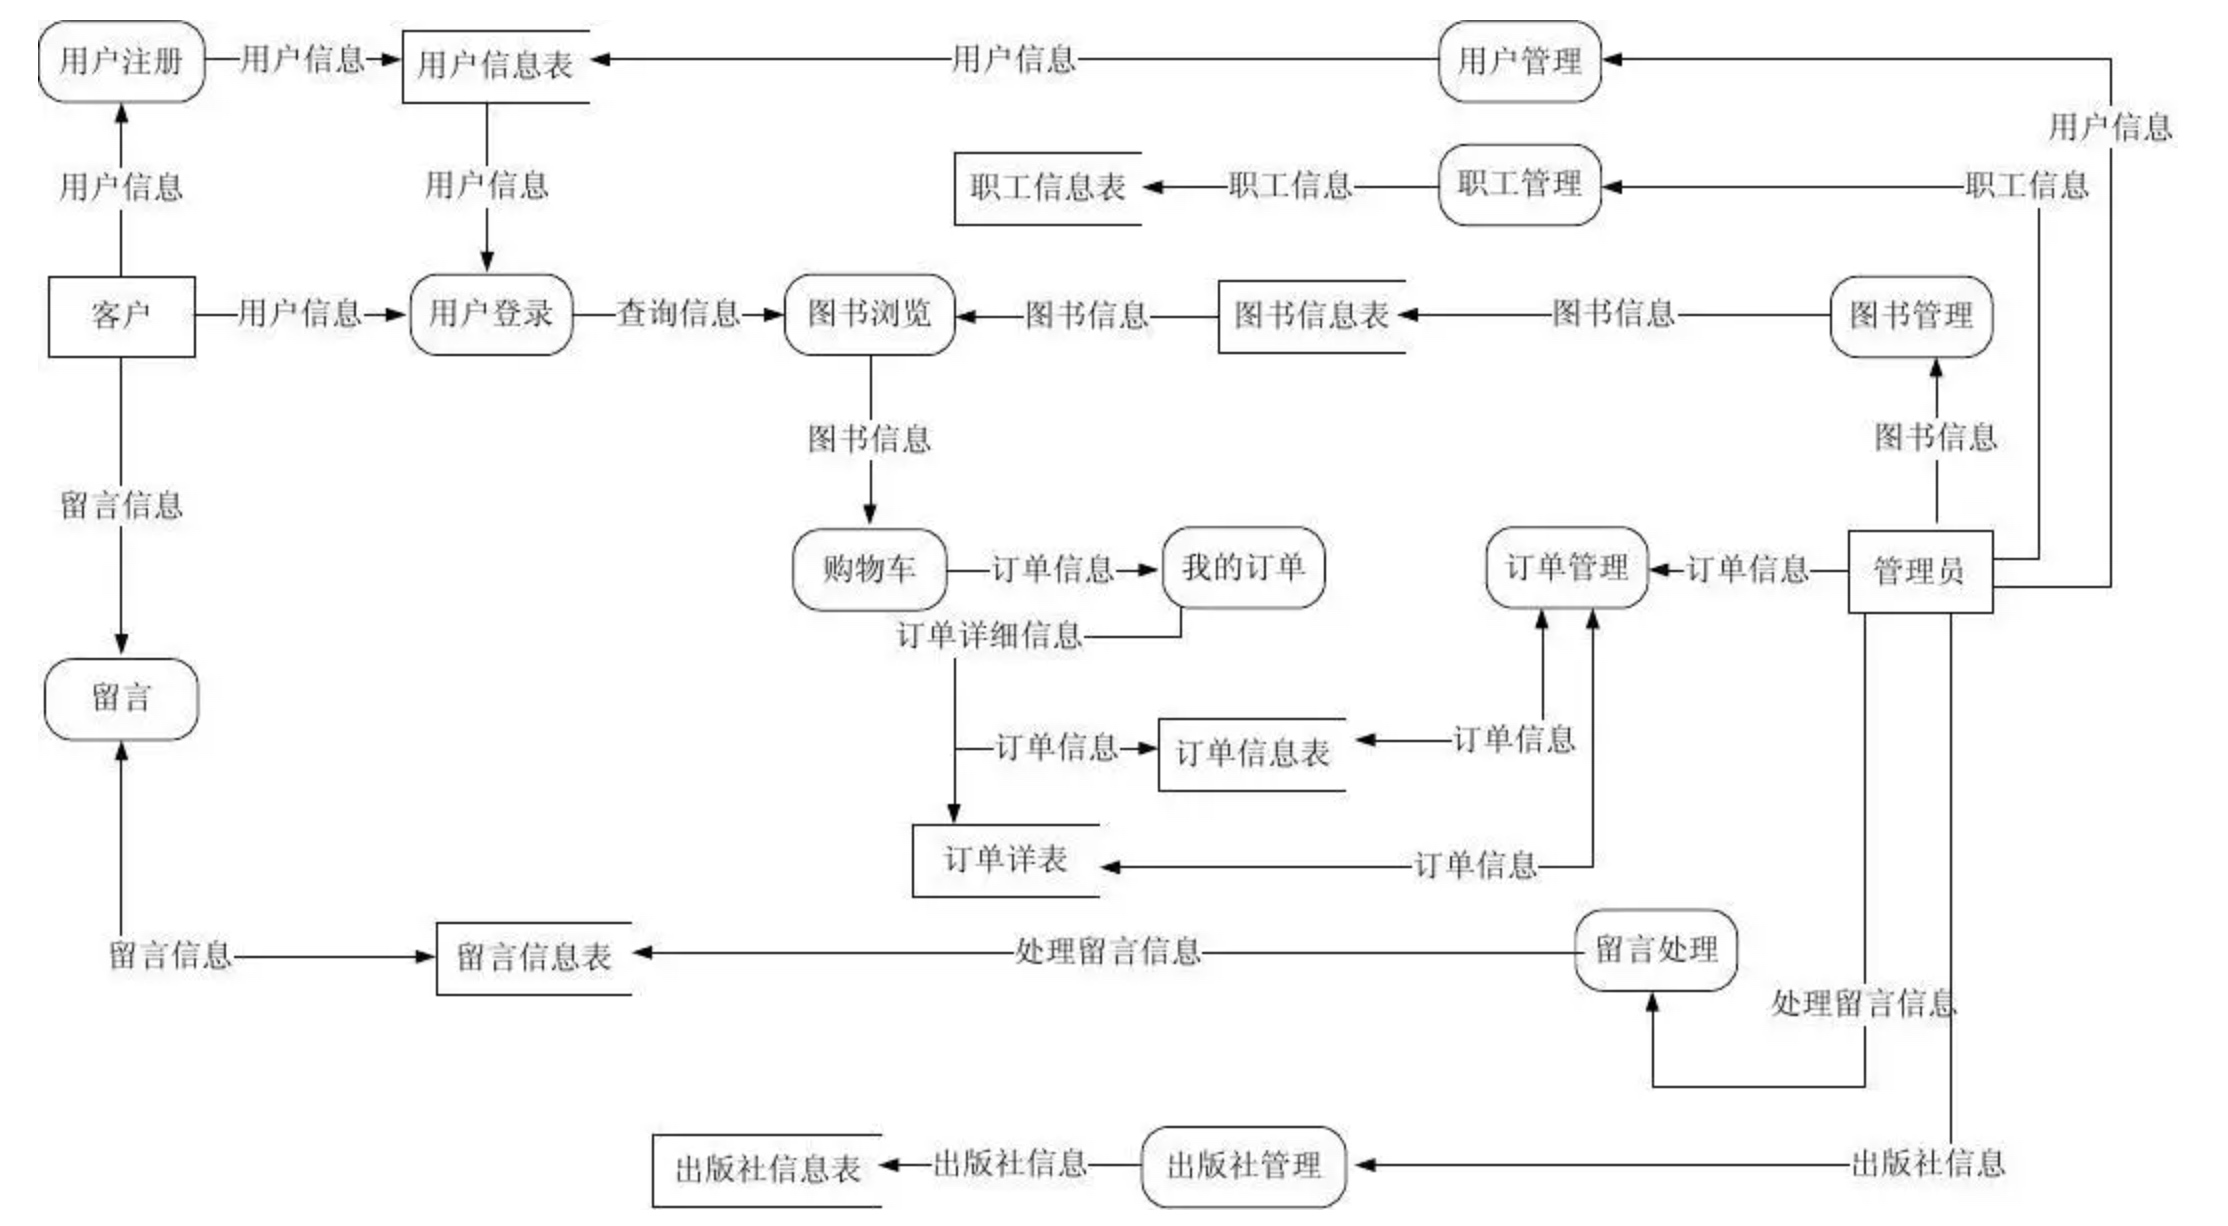 用户注册
用户信息
用户信息表
用户信息
用户管理
用户信息
用户信息
用户信息
职工信息表
职工信息
职工管理
职工信息
客户
用户信息
用户登录
查询信息
图书浏览
图书信息
图书信息表
图书信息
图书管理
图书信息
图书信息
留言信息
购物车
订单信息
我的订单
订单管理
订单信息
管理员
订单详细信息
留言
订单信息
订单信息表
订单信息
订单详表
订单信息
留言信息
留言信息表
处理留言信息
留言处理
处理留言信息
出版社信息表
出版社信息
出版社管理
出版社信息